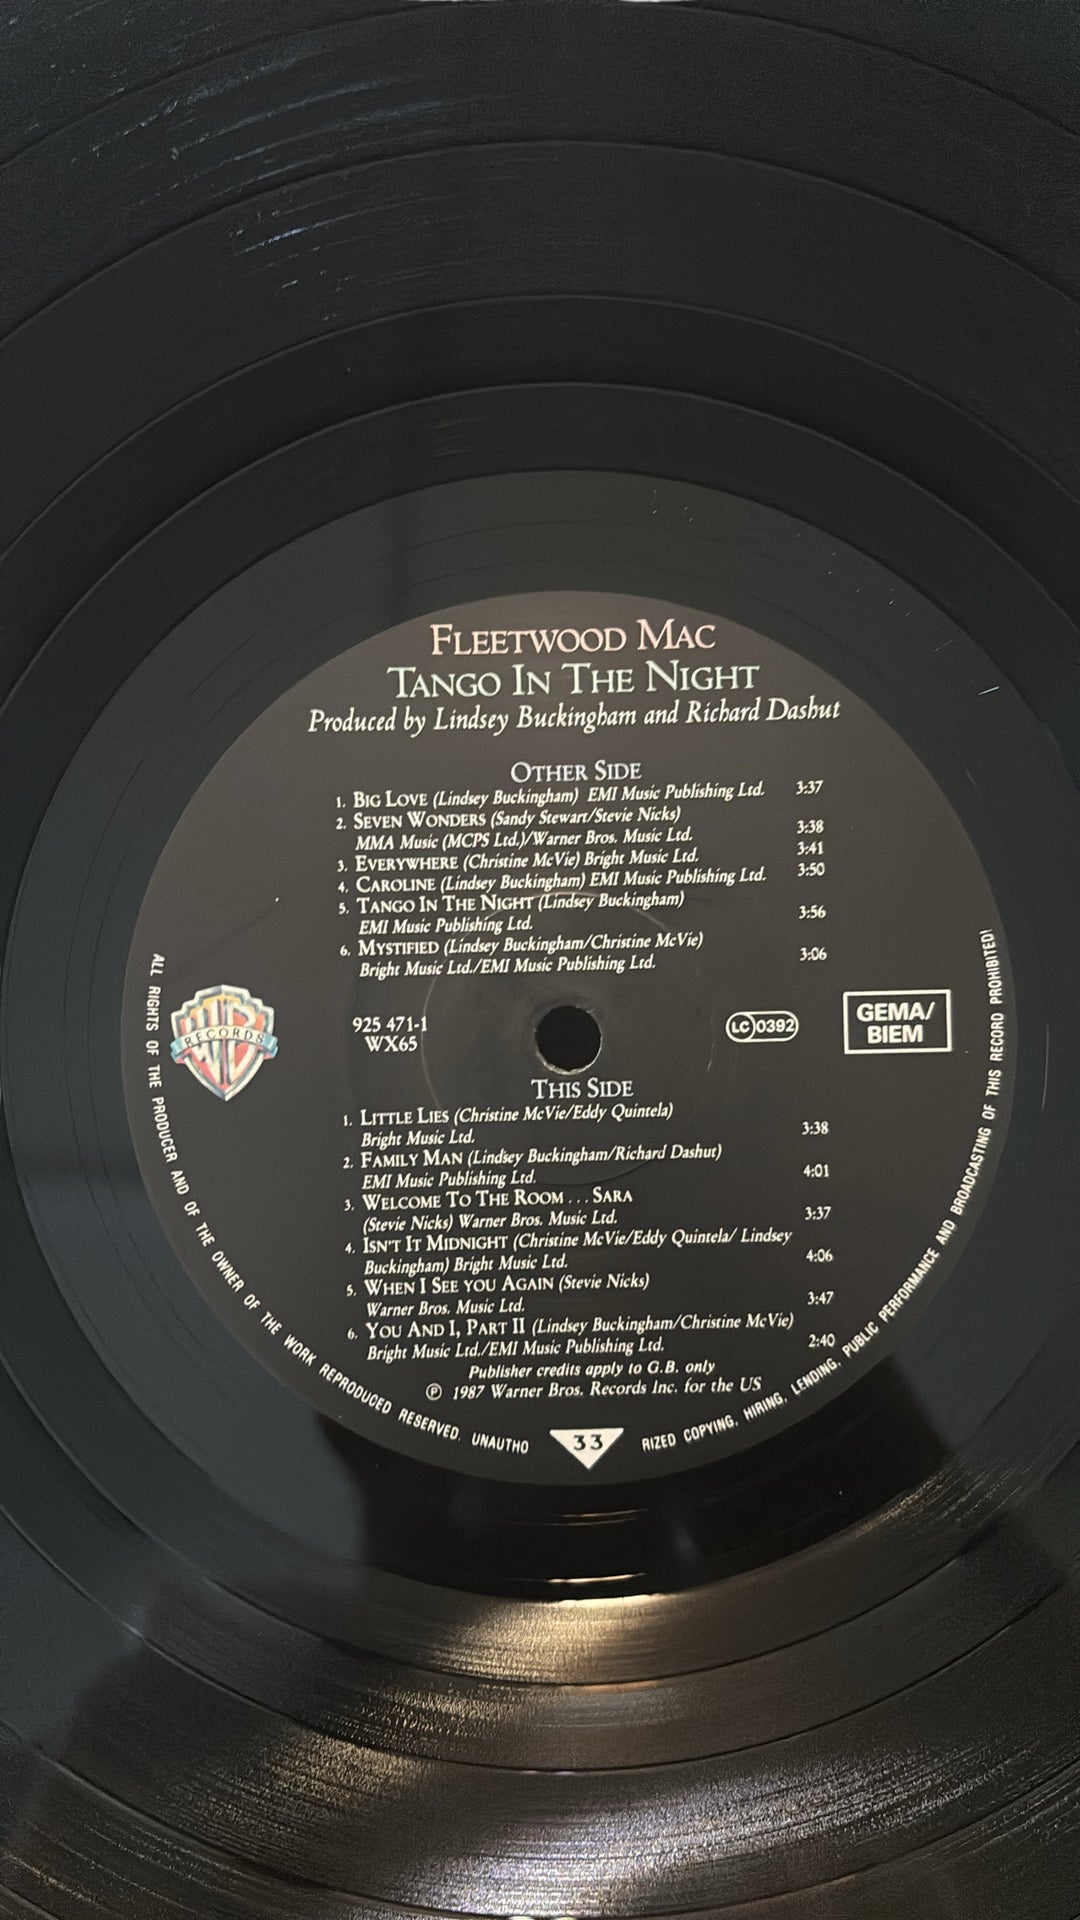 FLEETWOOD MAC
TANGO IN THE NIGHT
Produced by Lindsey Buckingham and Richard Dashut
OTHER SIDE
1. BIG LOVE (Lindsey Buckingham) EMI Music Publishing Ltd. 3:37
2. SEVEN WONDERS (Sandy Stewart/Stevie Nicks)
MMA Music (MCPS Ltd.)/Warner Bros. Music Ltd. 3:38
3. EVERYWHERE (Christine McVie) Bright Music Ltd. 3:41
4. CAROLINE (Lindsey Buckingham) EMI Music Publishing Ltd. 3:50
5. TANGO IN THE NIGHT (Lindsey Buckingham)
EMI Music Publishing Ltd. 3:56
6. MYSTIFIED (Lindsey Buckingham/Christine McVie)
Bright Music Ltd./EMI Music Publishing Ltd. 3:06
WB
RECORDS
925 471-1
WX65
LC 0392
GEMA/
BIEM
THIS SIDE
1. LITTLE LIES (Christine McVie/Eddy Quintela)
Bright Music Ltd. 3:38
2. FAMILY MAN (Lindsey Buckingham/Richard Dashut)
EMI Music Publishing Ltd. 4:01
3. WELCOME TO THE ROOM... SARA
(Stevie Nicks) Warner Bros. Music Ltd. 3:37
4. ISN'T IT MIDNIGHT (Christine McVie/Eddy Quintela/ Lindsey
Buckingham) Bright Music Ltd. 4:06
5. WHEN I SEE YOU AGAIN (Stevie Nicks)
Warner Bros. Music Ltd. 3:47
6. YOU AND I, PART II (Lindsey Buckingham/Christine McVie)
Bright Music Ltd./EMI Music Publishing Ltd. 2:40
Publisher credits apply to G.B. only
℗ 1987 Warner Bros. Records Inc. for the US
ALL RIGHTS OF THE PRODUCER AND OF THE OWNER OF THE WORK REPRODUCED RESERVED. UNAUTHO
33
RIZED COPYING, HIRING, LENDING, PUBLIC PERFORMANCE AND BROADCASTING OF THIS RECORD PROHIBITED!